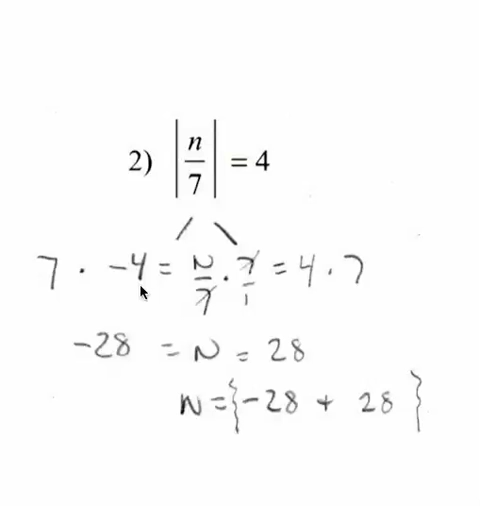 2) |n/7| = 4
7 · -4 = N/7 · 7/1 = 4 · 7
-28 = N = 28
N = {-28 + 28}